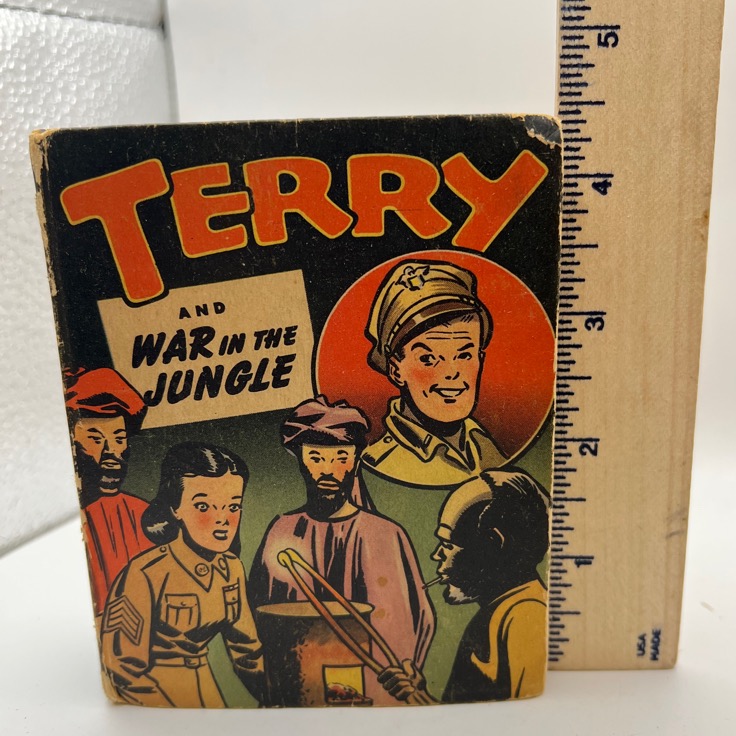 TERRY
AND
WAR IN THE
JUNGLE
5
4
3
2
1
USA
MADE